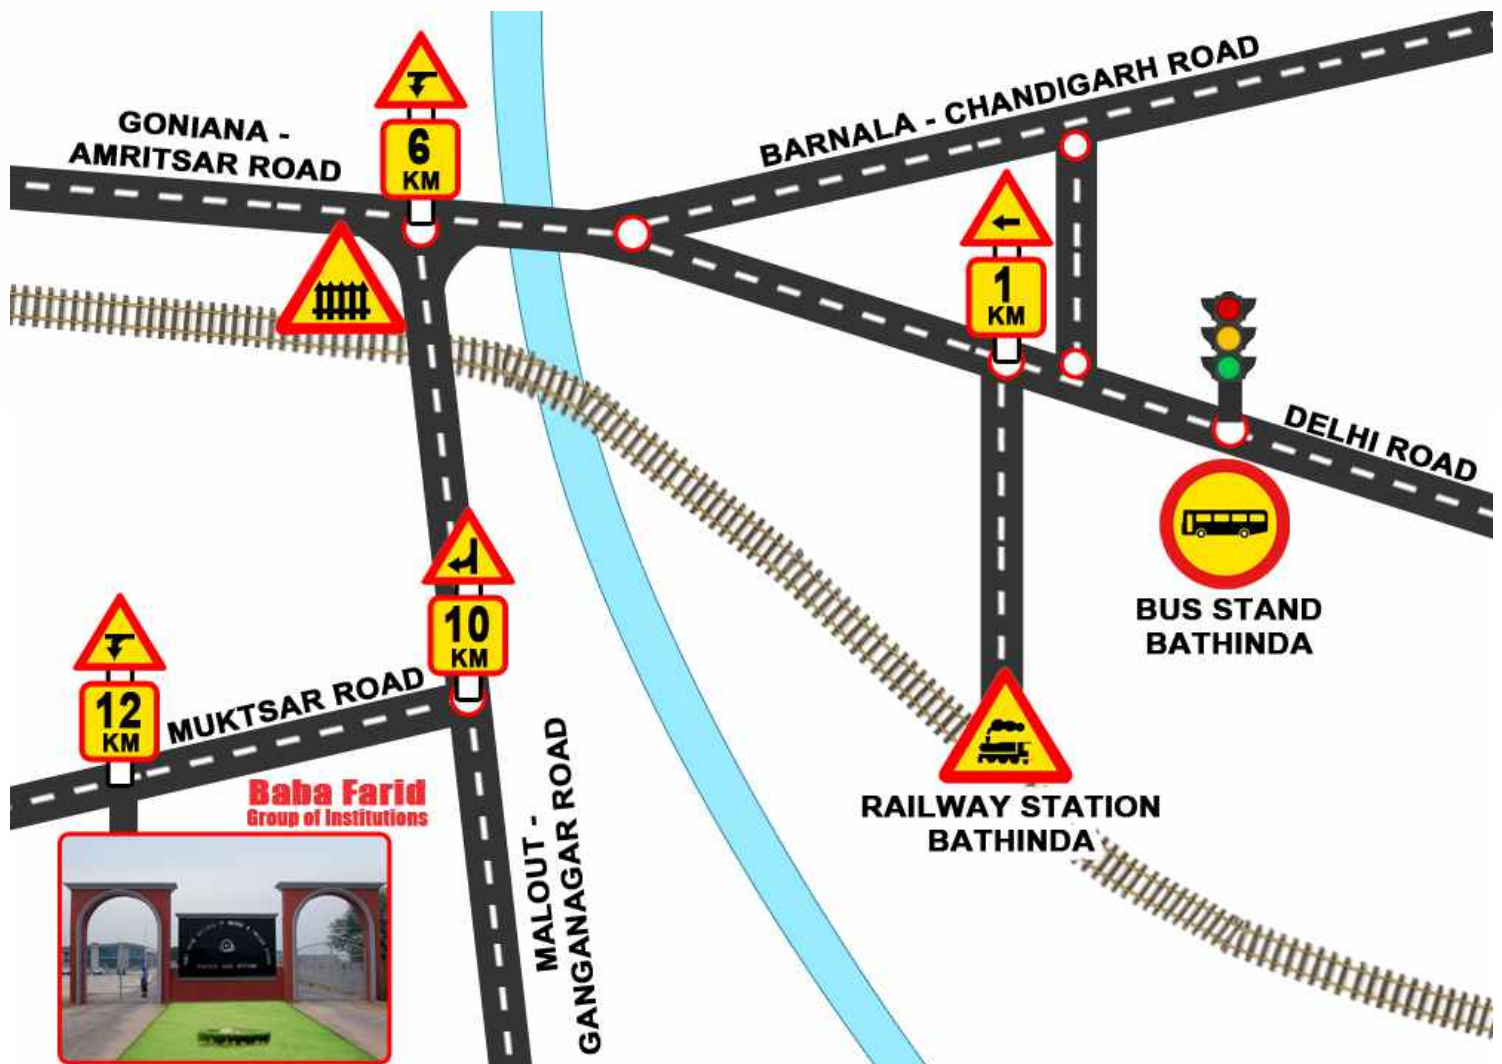 GONIANA -
AMRITSAR ROAD
6
KM
BARNALA - CHANDIGARH ROAD
1
KM
DELHI ROAD
BUS STAND
BATHINDA
10
KM
12
KM
MUKTSAR ROAD
Baba Farid
Group of Institutions
MALOUT -
GANGANAGAR ROAD
RAILWAY STATION
BATHINDA